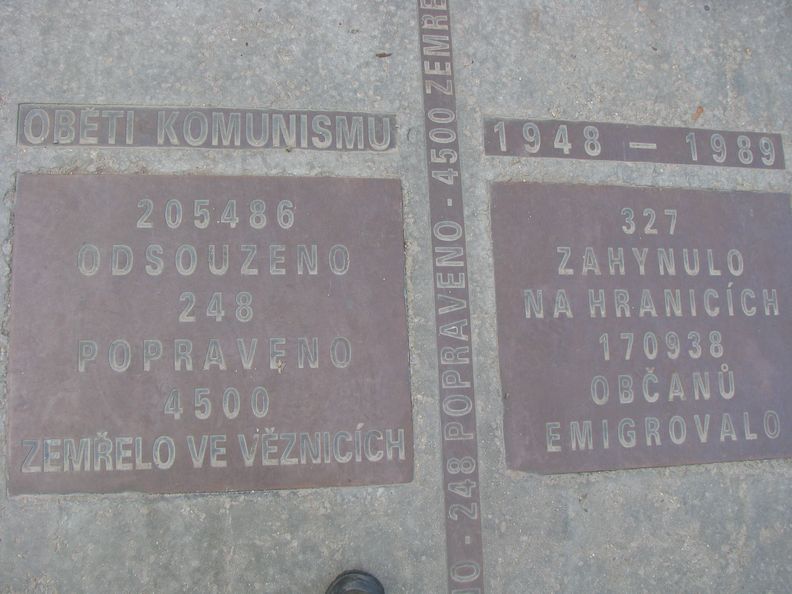 OBĚTI KOMUNISMU
205486
ODSOUZENO
248
POPRAVENO
4500
ZEMŘELO VE VĚZNICÍCH
- 248 POPRAVENO - 4500
1948 — 1989
327
ZAHYNULO
NA HRANICÍCH
170938
OBČANŮ
EMIGROVALO